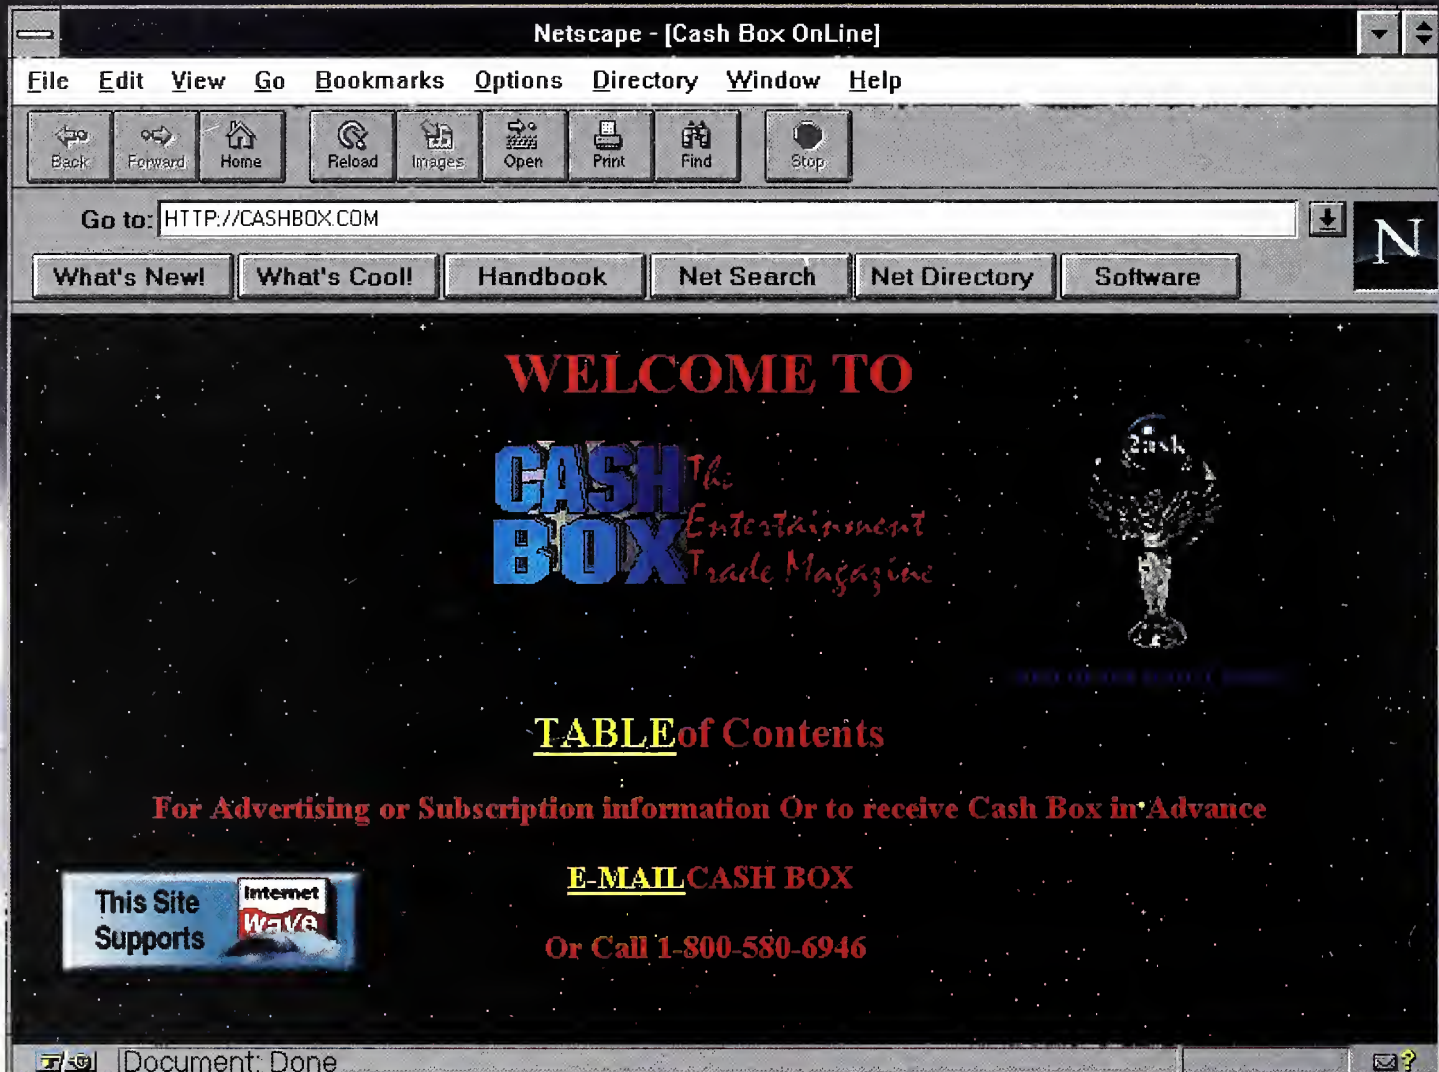 Netscape - [Cash Box OnLine]
File Edit View Go Bookmarks Options Directory Window Help
Back Forward Home Reload Images Open Print Find Stop
Go to: HTTP://CASHBOX.COM
N
What's New! What's Cool! Handbook Net Search Net Directory Software
WELCOME TO
CASH BOX
The
Entertainment
Trade Magazine
TABLE of Contents
For Advertising or Subscription information Or to receive Cash Box in Advance
E-MAIL CASH BOX
Or Call 1-800-580-6946
This Site
Supports
Internet
wave
Document: Done